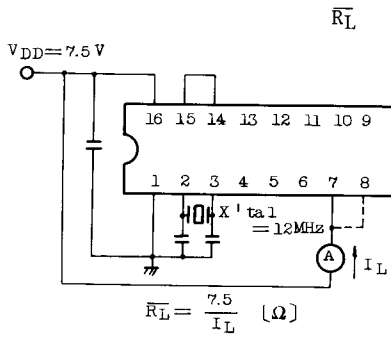 R̅L̅
VDD=7.5V
16 15 14 13 12 11 10 9
1 2 3 4 5 6 7 8
X'tal
=12MHz
A
IL
R̅L̅ = 7.5/IL [Ω]